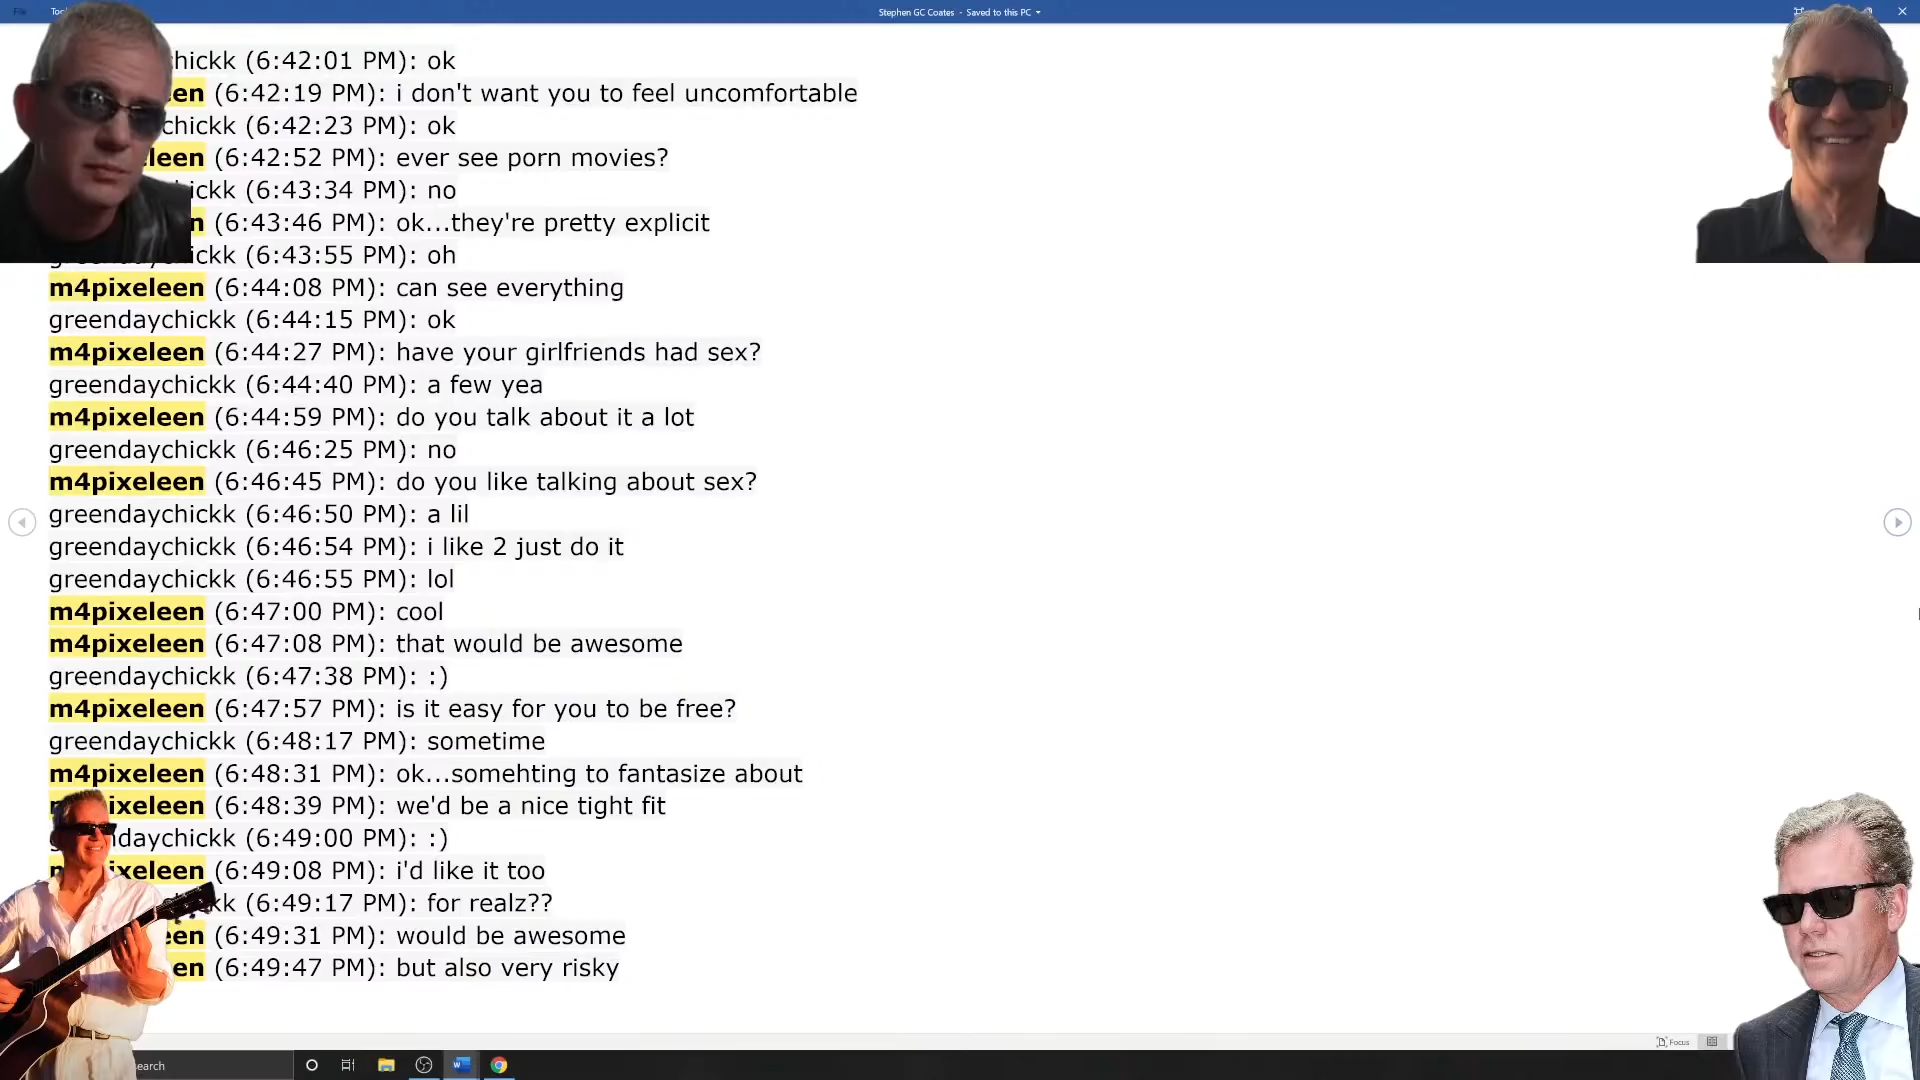 File
Too
Stephen GC Coates - Saved to this PC
hickk (6:42:01 PM): ok
een (6:42:19 PM): i don't want you to feel uncomfortable
chickk (6:42:23 PM): ok
leen (6:42:52 PM): ever see porn movies?
ickk (6:43:34 PM): no
n (6:43:46 PM): ok...they're pretty explicit
ickk (6:43:55 PM): oh
m4pixeleen (6:44:08 PM): can see everything
greendaychickk (6:44:15 PM): ok
m4pixeleen (6:44:27 PM): have your girlfriends had sex?
greendaychickk (6:44:40 PM): a few yea
m4pixeleen (6:44:59 PM): do you talk about it a lot
greendaychickk (6:46:25 PM): no
m4pixeleen (6:46:45 PM): do you like talking about sex?
greendaychickk (6:46:50 PM): a lil
greendaychickk (6:46:54 PM): i like 2 just do it
greendaychickk (6:46:55 PM): lol
m4pixeleen (6:47:00 PM): cool
m4pixeleen (6:47:08 PM): that would be awesome
greendaychickk (6:47:38 PM): :)
m4pixeleen (6:47:57 PM): is it easy for you to be free?
greendaychickk (6:48:17 PM): sometime
m4pixeleen (6:48:31 PM): ok...somehting to fantasize about
ixeleen (6:48:39 PM): we'd be a nice tight fit
ndaychickk (6:49:00 PM): :)
ixeleen (6:49:08 PM): i'd like it too
kk (6:49:17 PM): for realz??
een (6:49:31 PM): would be awesome
en (6:49:47 PM): but also very risky
Focus
earch